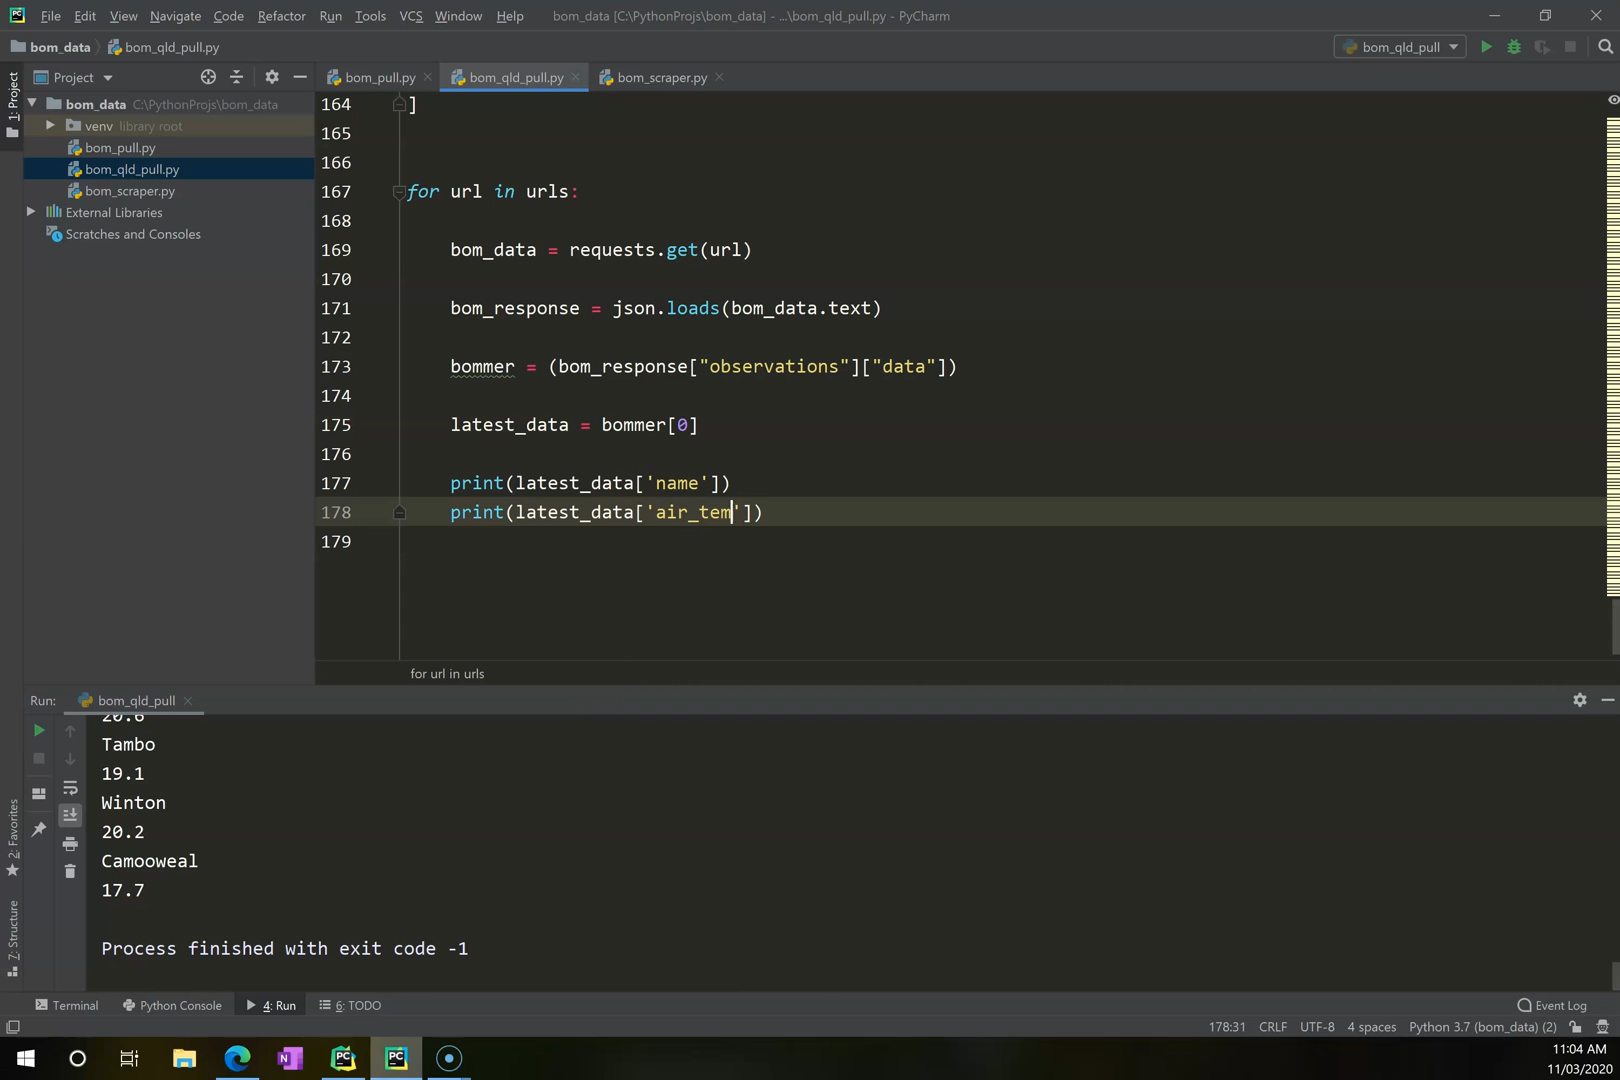 File Edit View Navigate Code Refactor Run Tools VCS Window Help bom_data [C:\PythonProjs\bom_data] - ...\bom_qld_pull.py - PyCharm
bom_data bom_qld_pull.py bom_qld_pull
1: Project
Project
bom_pull.py bom_qld_pull.py bom_scraper.py
bom_data C:\PythonProjs\bom_data
venv library root
bom_pull.py
bom_qld_pull.py
bom_scraper.py
External Libraries
Scratches and Consoles
164 ]
165
166
167 for url in urls:
168
169 bom_data = requests.get(url)
170
171 bom_response = json.loads(bom_data.text)
172
173 bommer = (bom_response["observations"]["data"])
174
175 latest_data = bommer[0]
176
177 print(latest_data['name'])
178 print(latest_data['air_tem'])
179
for url in urls
Run: bom_qld_pull
20.6
Tambo
19.1
Winton
20.2
Camooweal
17.7
Process finished with exit code -1
2: Favorites
7: Structure
Terminal Python Console 4: Run 6: TODO Event Log
178:31 CRLF UTF-8 4 spaces Python 3.7 (bom_data) (2)
11:04 AM
11/03/2020